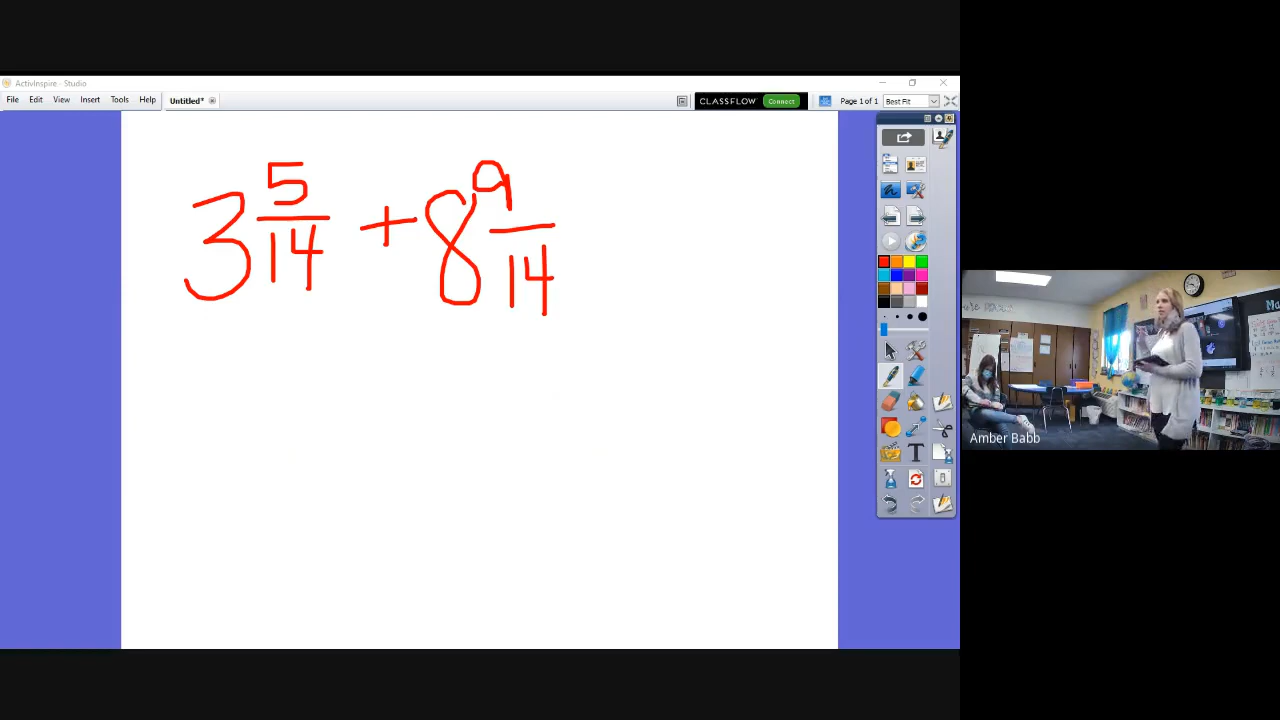 ActivInspire - Studio
File Edit View Insert Tools Help Untitled* CLASSFLOW Connect Page 1 of 1 Best Fit
3 5/14 + 8 9/14
Amber Babb